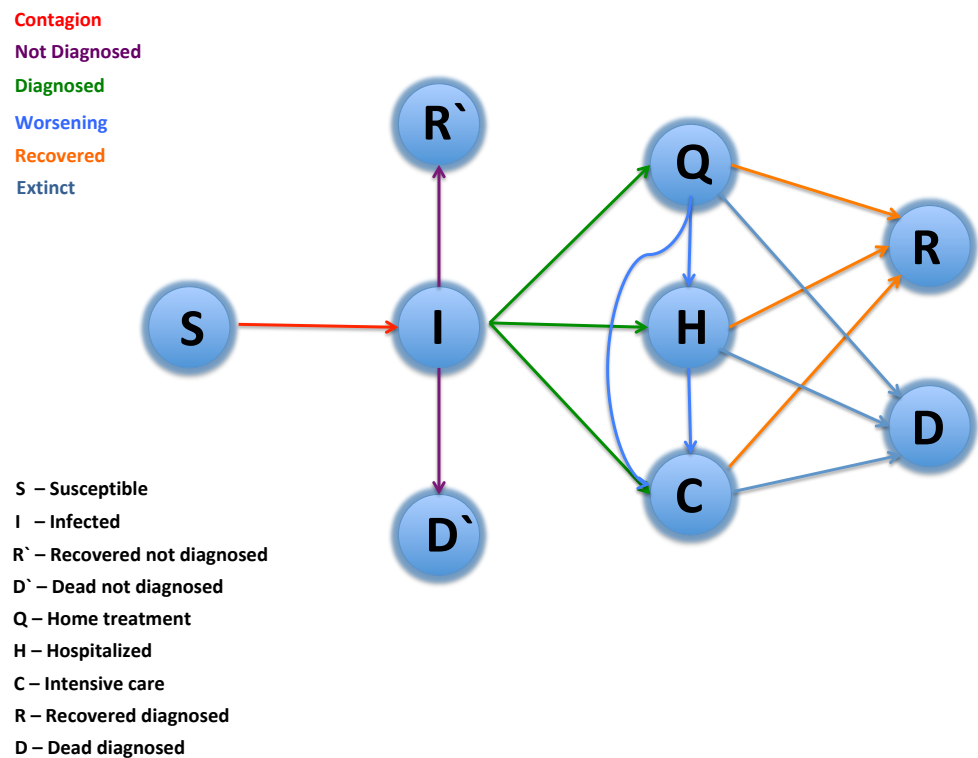 Contagion
Not Diagnosed
Diagnosed
Worsening
Recovered
Extinct
R`
Q
R
S
I
H
D
C
D`
S – Susceptible
I – Infected
R` – Recovered not diagnosed
D` – Dead not diagnosed
Q – Home treatment
H – Hospitalized
C – Intensive care
R – Recovered diagnosed
D – Dead diagnosed